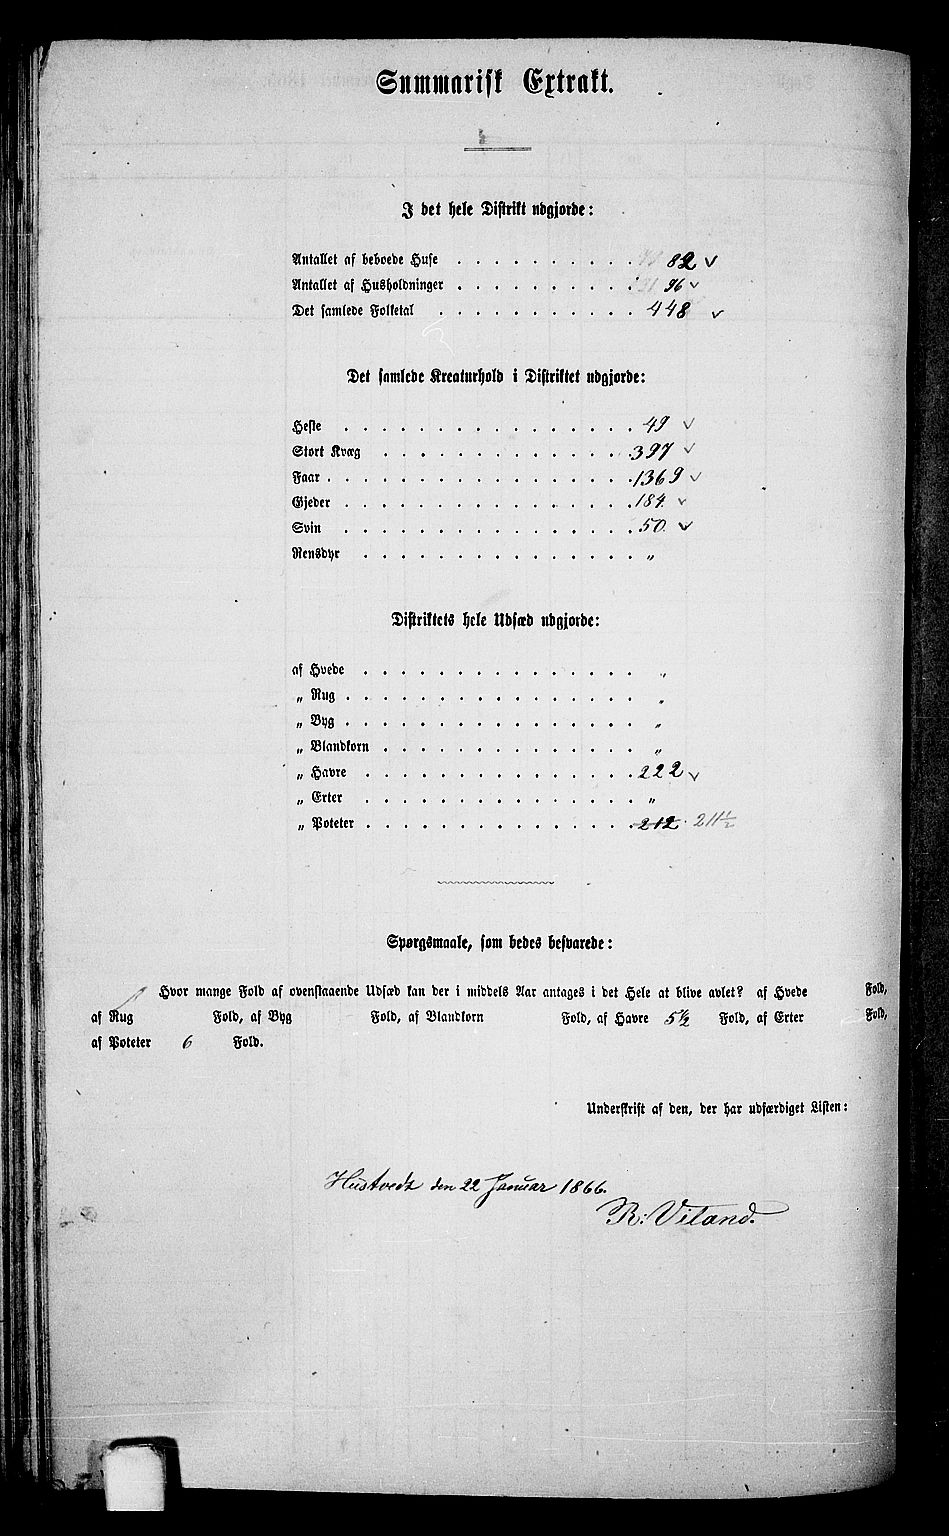 Summarisk Extrakt.
I det hele Distrikt udgjorde:
Antallet af beboede Huse . . . . . . . . . . 82
Antallet af Husholdninger . . . . . . . . . . 96
Det samlede Folketal . . . . . . . . . . . 448
Det samlede Kreaturhold i Distriktet udgjorde:
Heste . . . . . . . . . . . . . . . . 49
Stort Kvæg . . . . . . . . . . . . . . 397
Faar . . . . . . . . . . . . . . . . . 1369
Gjeder . . . . . . . . . . . . . . . 184
Svin . . . . . . . . . . . . . . . . 50.
Rensdyr . . . . . . . . . . . . . . . „
Distriktets hele Udsæd udgjorde:
af Hvede . . . . . . . . . . . . . . . „
„ Rug . . . . . . . . . . . . . . . . „
„ Byg . . . . . . . . . . . . . . . . „
„ Blandkorn . . . . . . . . . . . . . . „
„ Havre . . . . . . . . . . . . . . . 222
„ Erter . . . . . . . . . . . . . . . „
„ Poteter . . . . . . . . . . . . . . . 212. 211½
Spørgsmaale, som bedes besvarede:
Hvor mange Fold af ovenstaaende Udsæd kan der i middels Aar antages i det Hele at blive avlet? af Hvede Fold,
af Rug Fold, af Byg Fold, af Blandkorn Fold, af Havre 5½ Fold, af Erter Fold,
af Poteter 6 Fold.
Underskrift af den, der har udfærdiget Listen:
Hustvedt den 22 Januar 1866.
R: Viland.